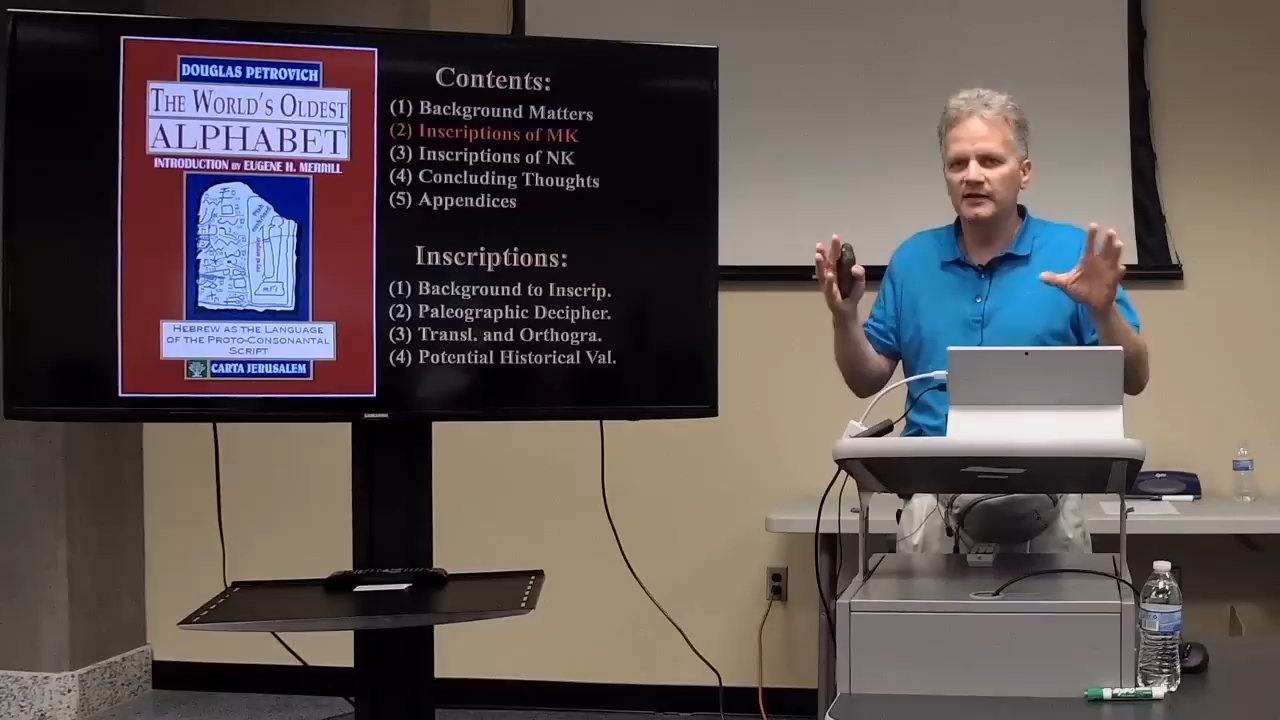 DOUGLAS PETROVICH
THE WORLD'S OLDEST
ALPHABET
INTRODUCTION BY EUGENE H. MERRILL
HEBREW AS THE LANGUAGE
OF THE PROTO-CONSONANTAL
SCRIPT
CARTA JERUSALEM
Contents:
(1) Background Matters
(2) Inscriptions of MK
(3) Inscriptions of NK
(4) Concluding Thoughts
(5) Appendices
Inscriptions:
(1) Background to Inscrip.
(2) Paleographic Decipher.
(3) Transl. and Orthogra.
(4) Potential Historical Val.
SAMSUNG